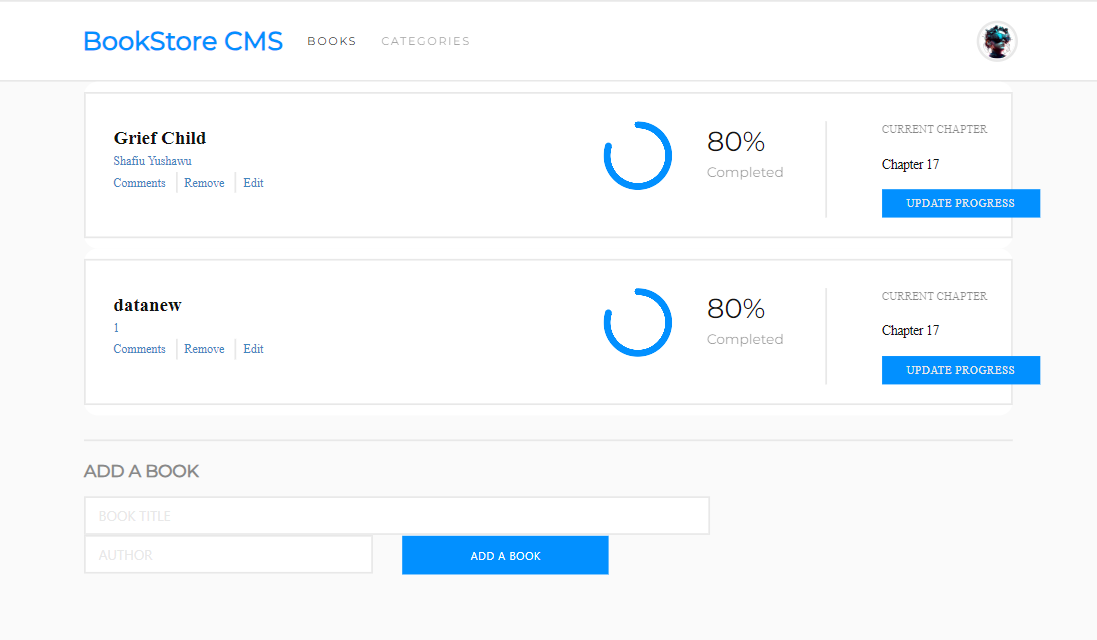 BookStore CMS
BOOKS
CATEGORIES
Grief Child
Shafiu Yushawu
Comments
Remove
Edit
80%
Completed
CURRENT CHAPTER
Chapter 17
UPDATE PROGRESS
datanew
1
Comments
Remove
Edit
80%
Completed
CURRENT CHAPTER
Chapter 17
UPDATE PROGRESS
ADD A BOOK
BOOK TITLE
AUTHOR
ADD A BOOK